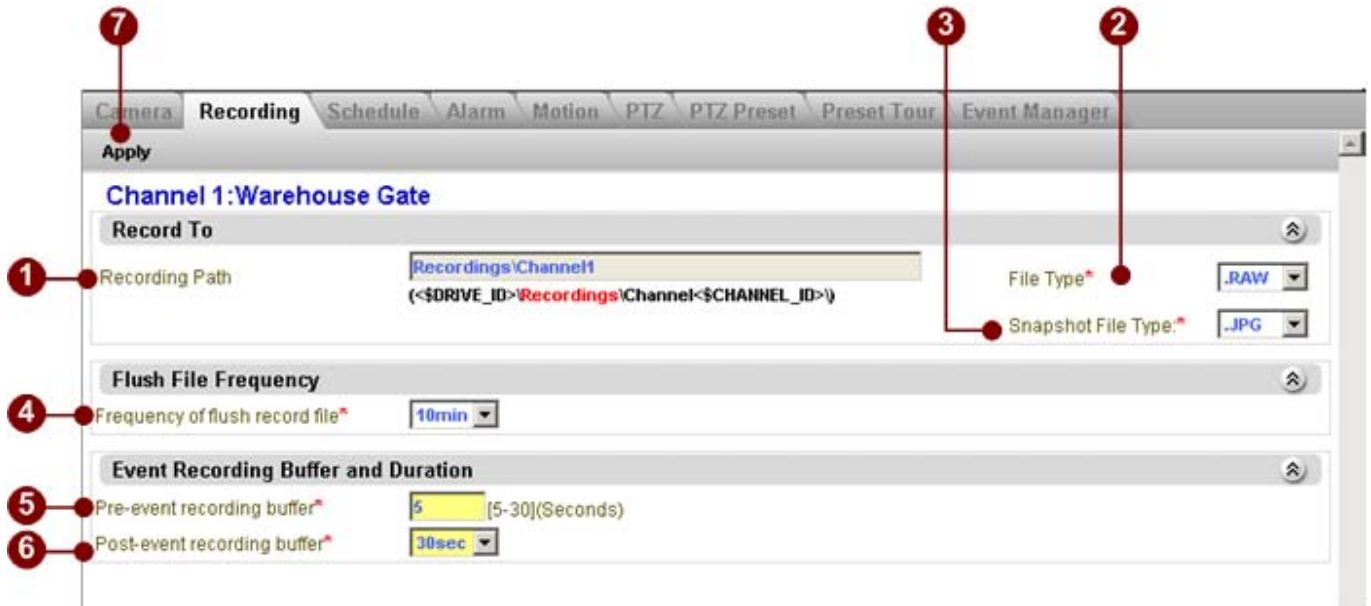 7 3 2
Camera Recording Schedule Alarm Motion PTZ PTZ Preset Preset Tour Event Manager
Apply
Channel 1:Warehouse Gate
Record To
1 Recording Path Recordings\Channel1 File Type* .RAW
(<$DRIVE_ID>\Recordings\Channel<$CHANNEL_ID>\)
Snapshot File Type:* .JPG
Flush File Frequency
4 Frequency of flush record file* 10min
Event Recording Buffer and Duration
5 Pre-event recording buffer* 5 [5-30](Seconds)
6 Post-event recording buffer* 30sec